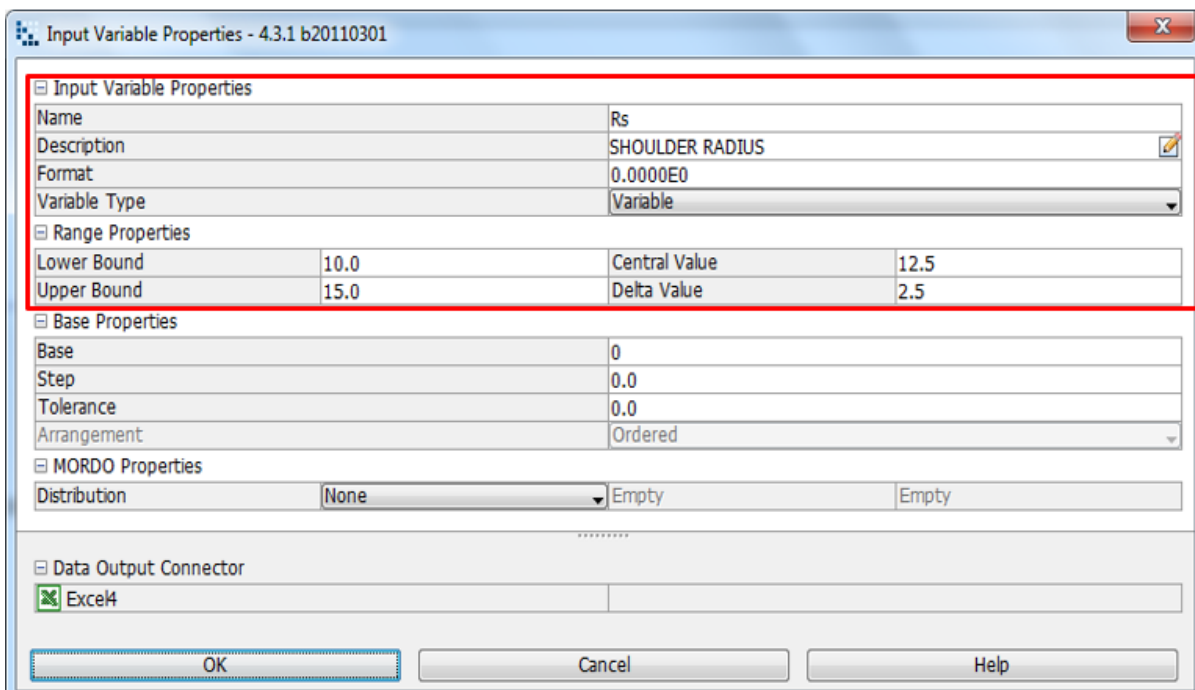 Input Variable Properties - 4.3.1 b20110301
Input Variable Properties
Name Rs
Description SHOULDER RADIUS
Format 0.0000E0
Variable Type Variable
Range Properties
Lower Bound 10.0 Central Value 12.5
Upper Bound 15.0 Delta Value 2.5
Base Properties
Base 0
Step 0.0
Tolerance 0.0
Arrangement Ordered
MORDO Properties
Distribution None Empty Empty
Data Output Connector
Excel4
OK Cancel Help